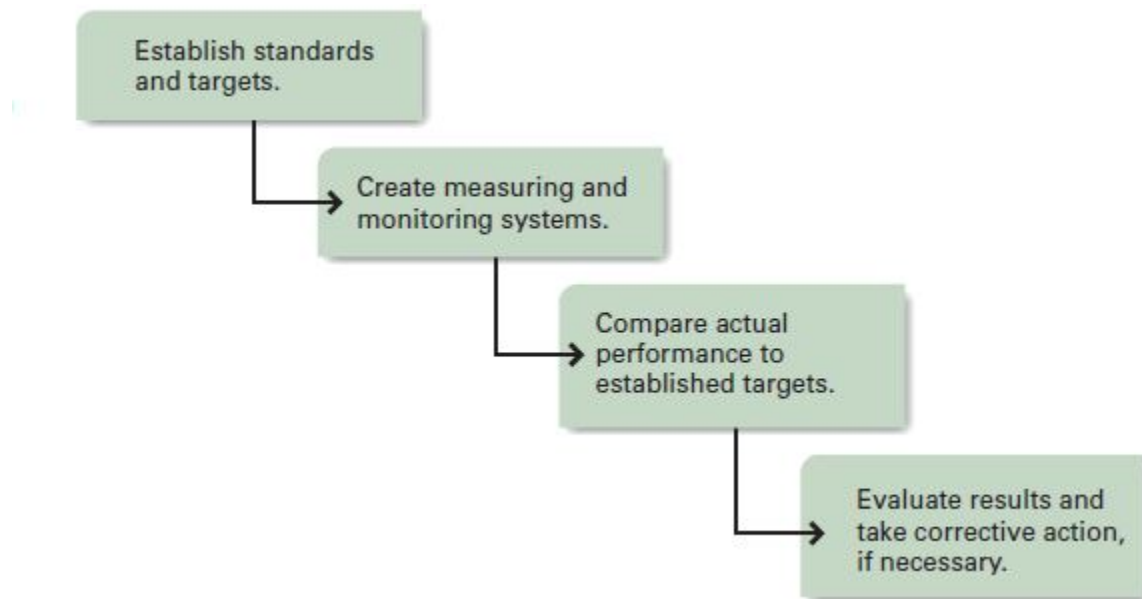 Establish standards
and targets.
Create measuring and
monitoring systems.
Compare actual
performance to
established targets.
Evaluate results and
take corrective action,
if necessary.